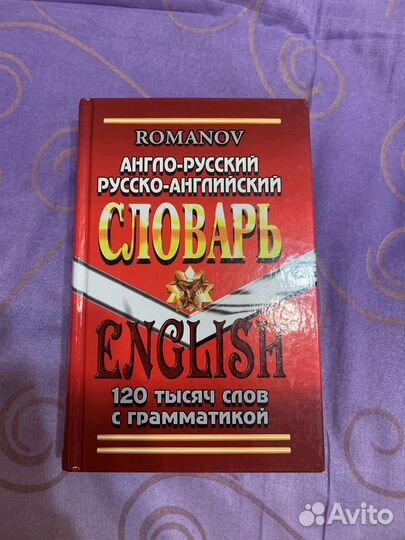 ROMANOV
АНГЛО-РУССКИЙ
РУССКО-АНГЛИЙСКИЙ
СЛОВАРЬ
ENGLISH
120 тысяч слов
с грамматикой
Avito